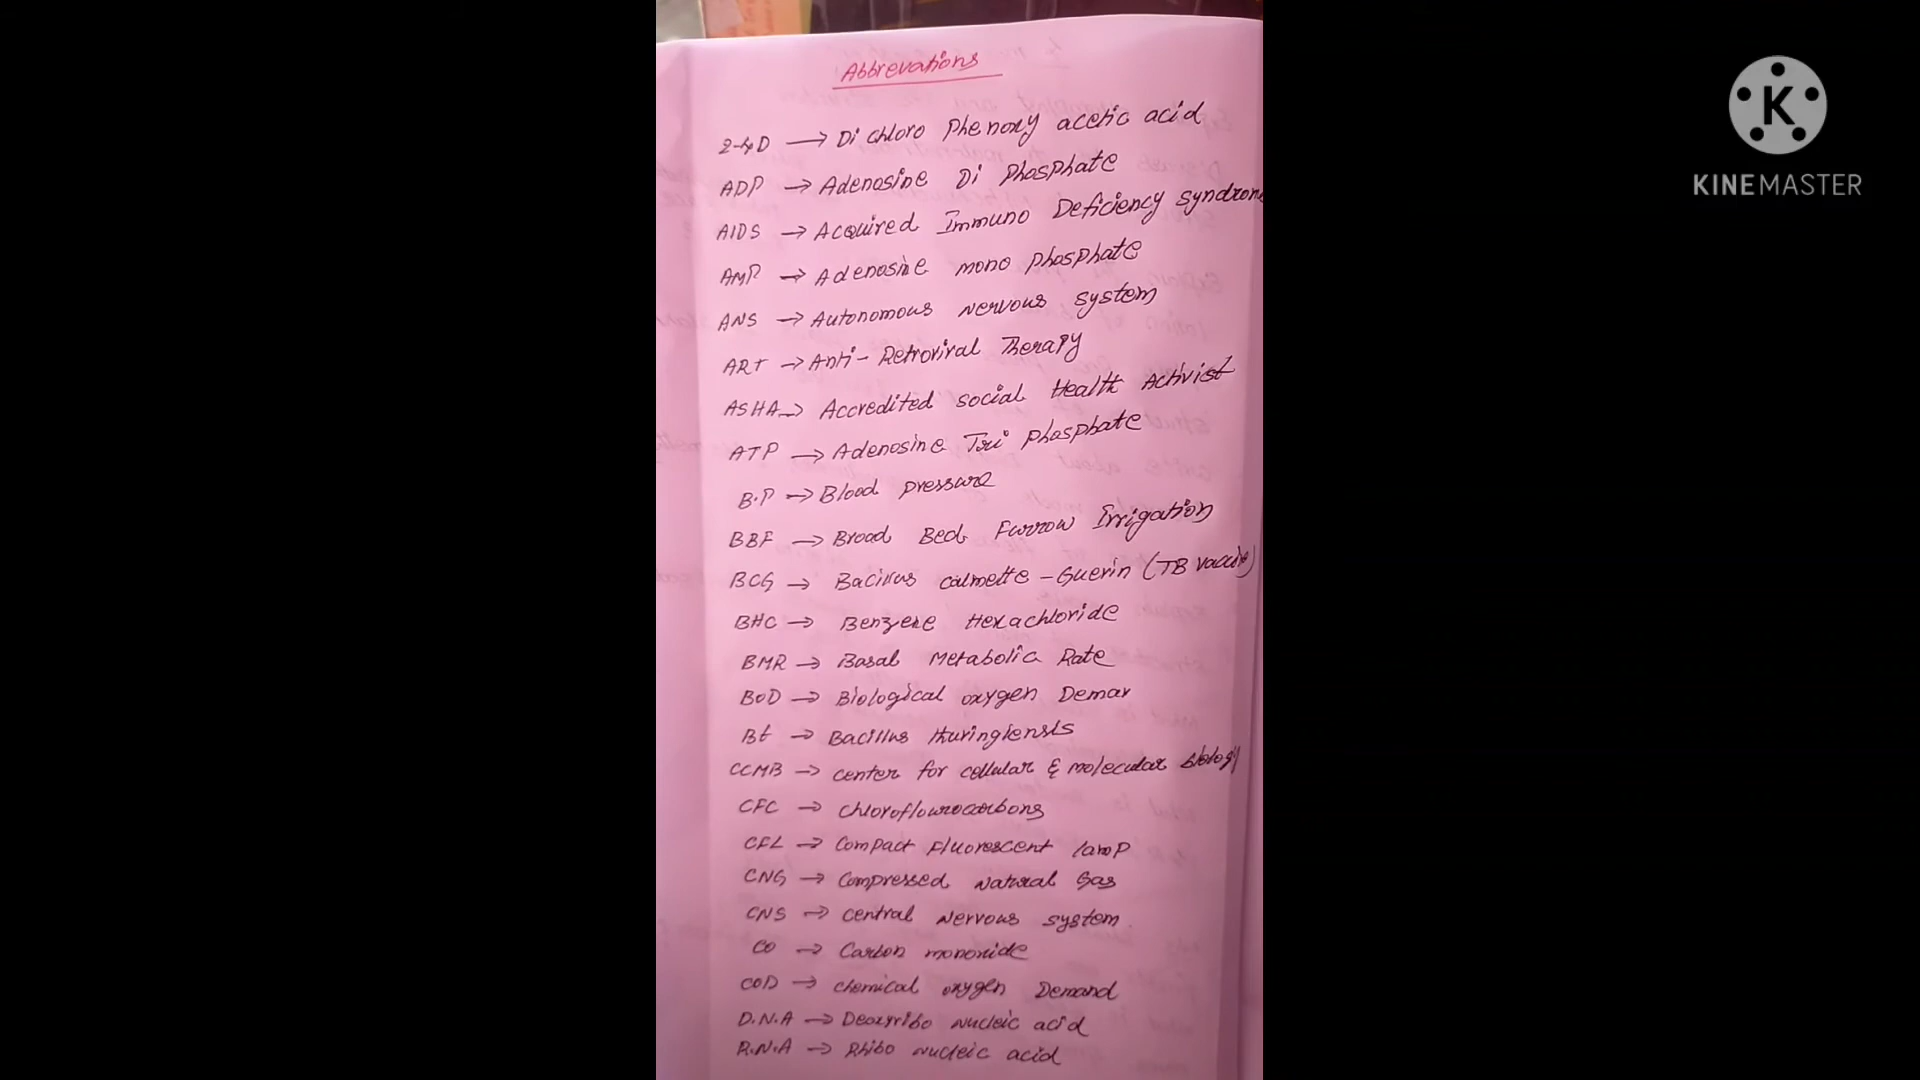 Abbrevations
2-4D → Di chloro Phenoxy acetic acid
ADP → Adenosine Di Phosphate
AIDS → Acquired Immuno Deficiency syndrome
AMP → Adenosine mono phosphate
ANS → Autonomous nervous system
ART → Anti-Retroviral Therapy
ASHA → Accredited social Health Activist
ATP → Adenosine Tri phosphate
B.P → Blood pressure
BBF → Broad Bed Furrow Irrigation
BCG → Bacillus calmette-Guerin (TB vaccine)
BHC → Benzene Hexachloride
BMR → Basal Metabolic Rate
BOD → Biological oxygen Deman
Bt → Bacillus thuringiensis
CCMB → center for cellular & molecular biology
CFC → chloroflourocarbons
CFL → Compact Fluorescent lamp
CNG → Compressed natural Gas
CNS → central nervous system.
CO → Carbon monoxide
COD → chemical oxygen Demand
D.N.A → Deoxyribo nucleic acid
R.N.A → Rhibo nucleic acid
KINEMASTER